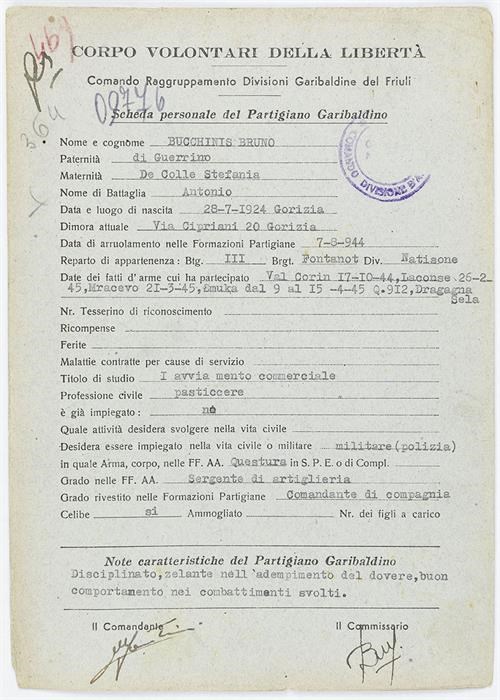 461
364
CORPO VOLONTARI DELLA LIBERTÀ
Comando Raggruppamento Divisioni Garibaldine del Friuli
09776
Scheda personale del Partigiano Garibaldino
COMANDO DIVISIONE
Nome e cognome BUCCHINIS BRUNO
Paternità di Guerrino
Maternità De Colle Stefania
Nome di Battaglia Antonio
Data e luogo di nascita 28-7-1924 Gorizia
Dimora attuale Via Cipriani 20 Gorizia
Data di arruolamento nelle Formazioni Partigiane 7-8-944
Reparto di appartenenza: Btg. III Brgt. Fontanot Div. Natisone
Date dei fatti d'arme cui ha partecipato Val Corin 17-10-44, Laconse 26-2-
45, Mracevo 21-3-45, Smuka dal 9 al 15 -4-45 Q.912, Dragagna
Sela
Nr. Tesserino di riconoscimento
Ricompense
Ferite
Malattie contratte per cause di servizio
Titolo di studio I avvia mento commerciale
Professione civile pasticcere
è già impiegato: no
Quale attività desidera svolgere nella vita civile
Desidera essere impiegato nella vita civile o militare militare(polizia)
in quale Arma, corpo, nelle FF. AA. Questura in S. P. E. o di Compl.
Grado nelle FF. AA. Sergente di artiglieria
Grado rivestito nelle Formazioni Partigiane Comandante di compagnia
Celibe si Ammogliato Nr. dei figli a carico
Note caratteristiche del Partigiano Garibaldino
Disciplinato, zelante nell'adempimento del dovere, buon
comportamento nei combattimenti svolti.
Il Comandante Il Commissario